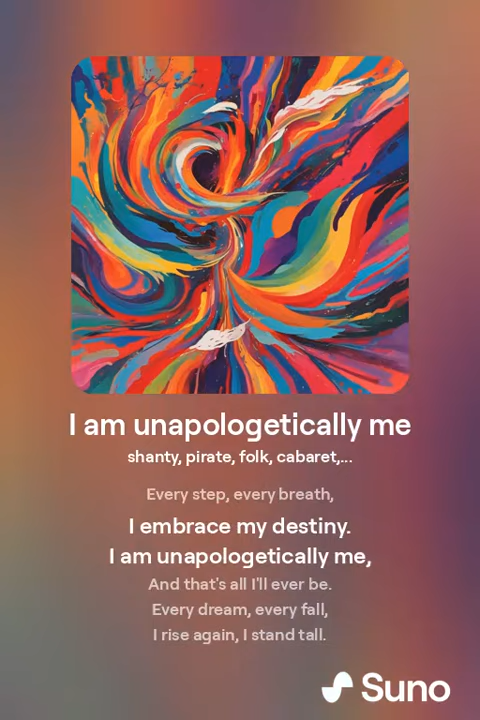 I am unapologetically me
shanty, pirate, folk, cabaret,...
Every step, every breath,
I embrace my destiny.
I am unapologetically me,
And that's all I'll ever be.
Every dream, every fall,
I rise again, I stand tall.
Suno